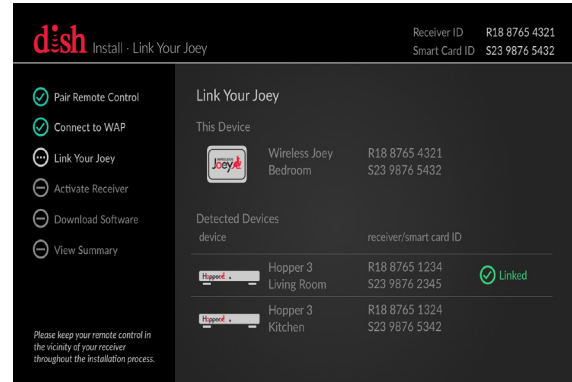 dish Install · Link Your Joey
Receiver ID R18 8765 4321
Smart Card ID S23 9876 5432
Pair Remote Control
Connect to WAP
Link Your Joey
Activate Receiver
Download Software
View Summary
Please keep your remote control in
the vicinity of your receiver
throughout the installation process.
Link Your Joey
This Device
WIRELESS
Joey
Wireless Joey R18 8765 4321
Bedroom S23 9876 5432
Detected Devices
device receiver/smart card ID
Hopper
Hopper 3 R18 8765 1234
Living Room S23 9876 2345
Linked
Hopper
Hopper 3 R18 8765 1324
Kitchen S23 9876 5342